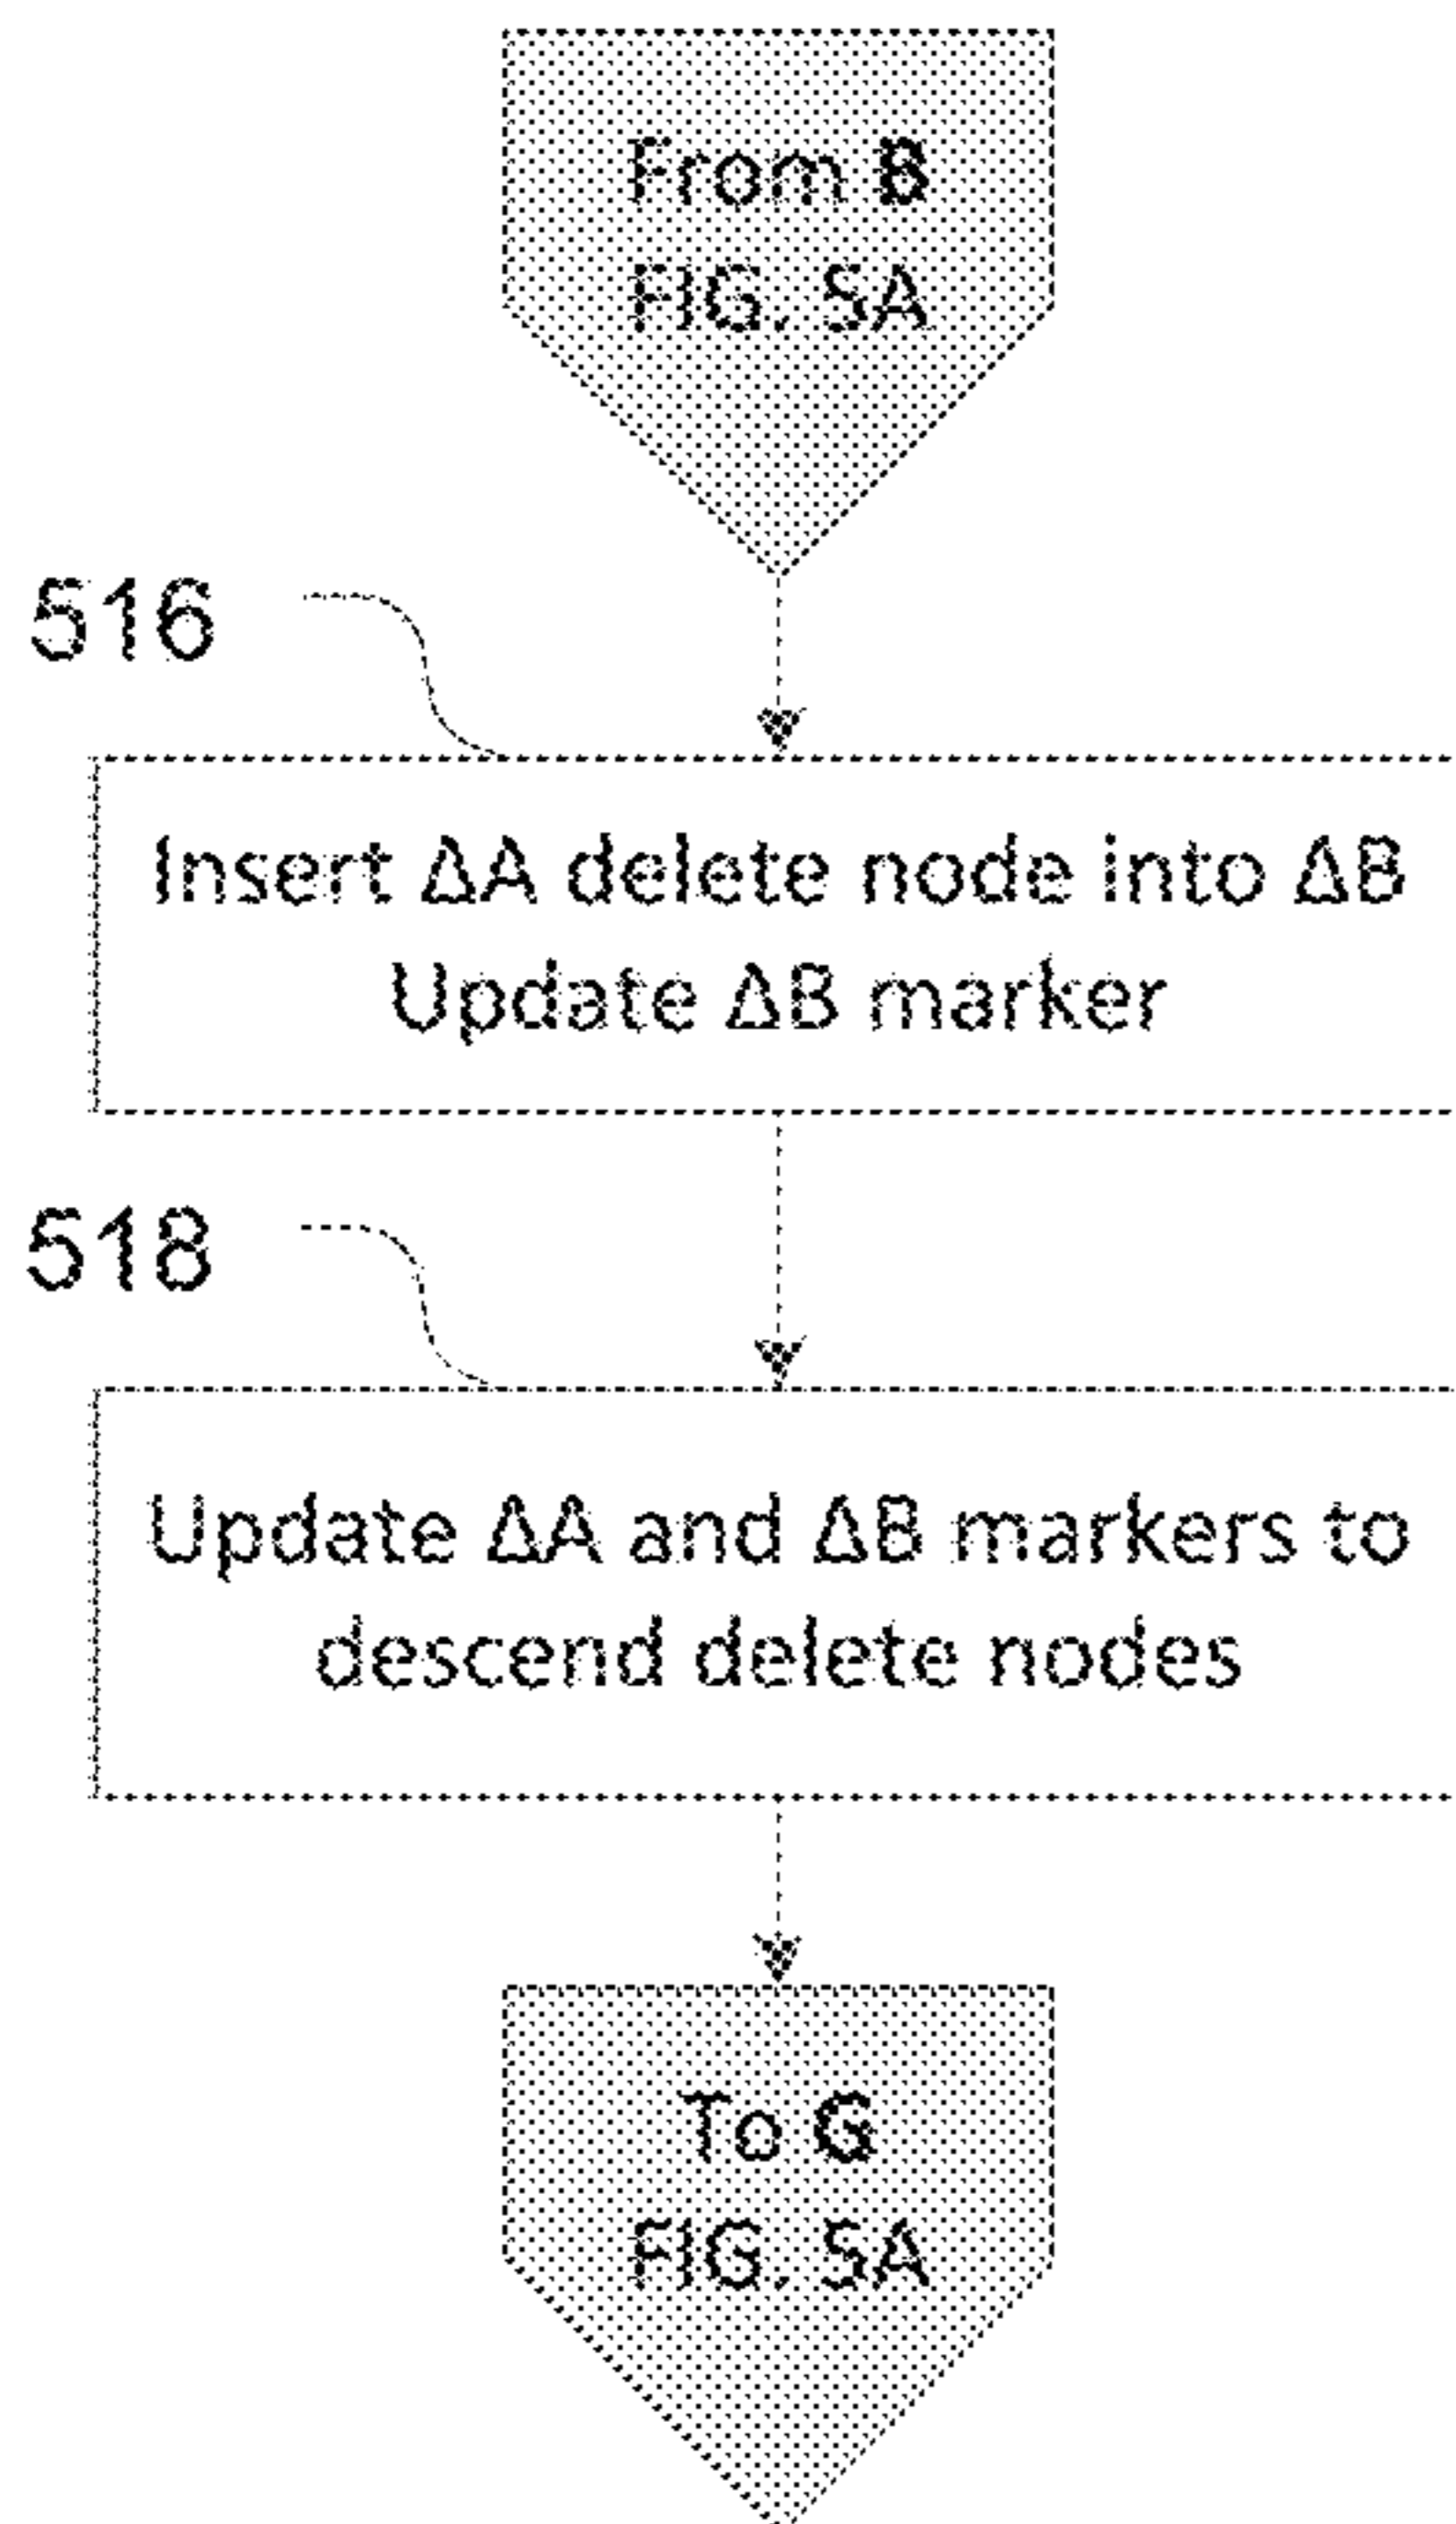 From B
FIG. 5A
516
Insert ΔA delete node into ΔB
Update ΔB marker
518
Update ΔA and ΔB markers to
descend delete nodes
To G
FIG. 5A